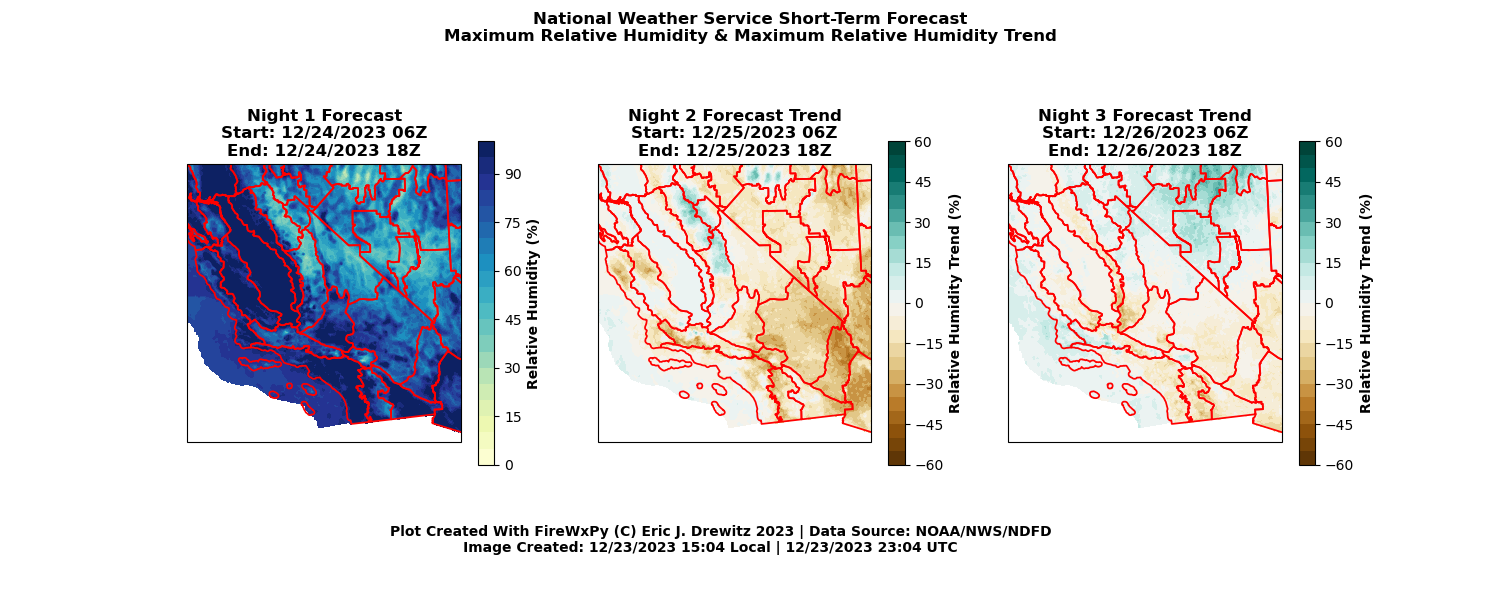 National Weather Service Short-Term Forecast
Maximum Relative Humidity & Maximum Relative Humidity Trend
Night 1 Forecast
Start: 12/24/2023 06Z
End: 12/24/2023 18Z
90
75
60
45
30
15
0
Relative Humidity (%)
Night 2 Forecast Trend
Start: 12/25/2023 06Z
End: 12/25/2023 18Z
60
45
30
15
0
−15
−30
−45
−60
Relative Humidity Trend (%)
Night 3 Forecast Trend
Start: 12/26/2023 06Z
End: 12/26/2023 18Z
60
45
30
15
0
−15
−30
−45
−60
Relative Humidity Trend (%)
Plot Created With FireWxPy (C) Eric J. Drewitz 2023 | Data Source: NOAA/NWS/NDFD
Image Created: 12/23/2023 15:04 Local | 12/23/2023 23:04 UTC